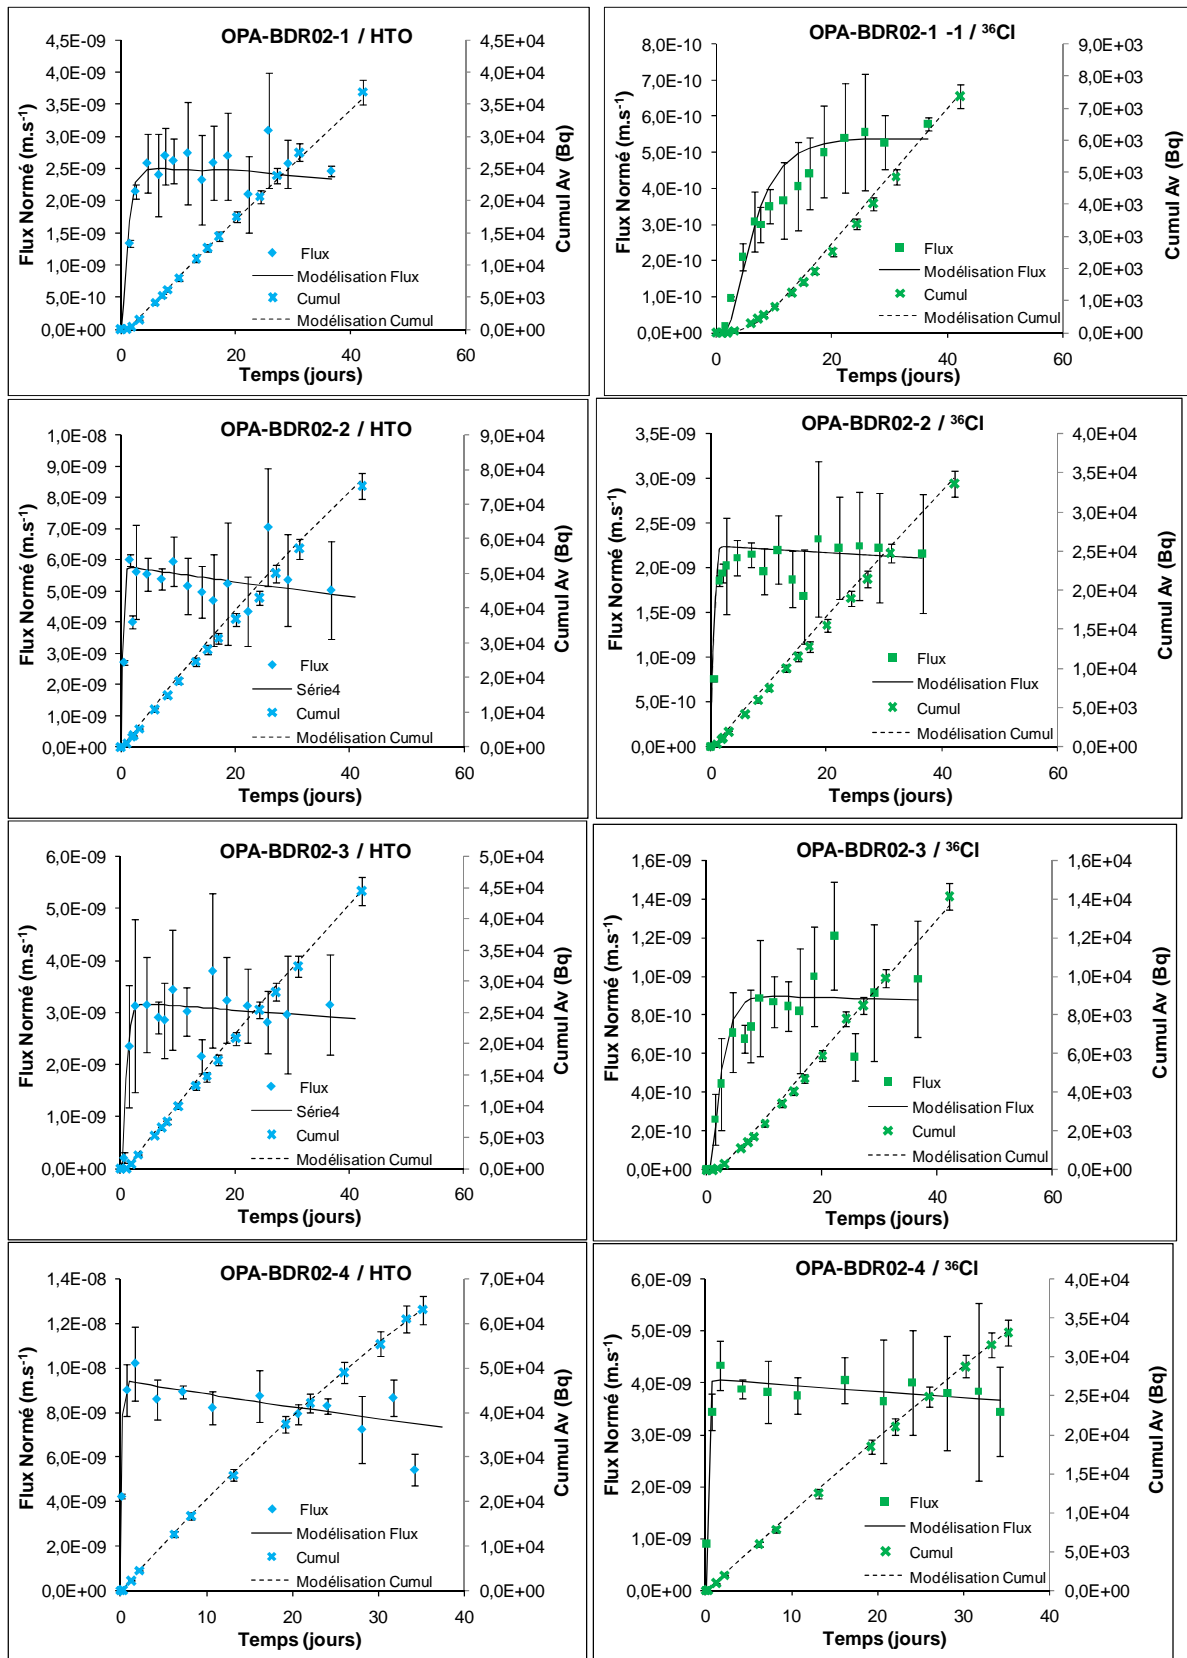 OPA-BDR02-1 / HTO
4,5E-09
4,0E-09
3,5E-09
3,0E-09
2,5E-09
2,0E-09
1,5E-09
1,0E-09
5,0E-10
0,0E+00
Flux Normé (m.s⁻¹)
4,5E+04
4,0E+04
3,5E+04
3,0E+04
2,5E+04
2,0E+04
1,5E+04
1,0E+04
5,0E+03
0,0E+00
Cumul Av (Bq)
Flux
Modélisation Flux
Cumul
Modélisation Cumul
0 20 40 60
Temps (jours)
OPA-BDR02-1 -1 / ³⁶Cl
8,0E-10
7,0E-10
6,0E-10
5,0E-10
4,0E-10
3,0E-10
2,0E-10
1,0E-10
0,0E+00
Flux Normé (m.s⁻¹)
9,0E+03
8,0E+03
7,0E+03
6,0E+03
5,0E+03
4,0E+03
3,0E+03
2,0E+03
1,0E+03
0,0E+00
Cumul Av (Bq)
Flux
Modélisation Flux
Cumul
Modélisation Cumul
0 20 40 60
Temps (jours)
OPA-BDR02-2 / HTO
1,0E-08
9,0E-09
8,0E-09
7,0E-09
6,0E-09
5,0E-09
4,0E-09
3,0E-09
2,0E-09
1,0E-09
0,0E+00
Flux Normé (m.s⁻¹)
9,0E+04
8,0E+04
7,0E+04
6,0E+04
5,0E+04
4,0E+04
3,0E+04
2,0E+04
1,0E+04
0,0E+00
Cumul Av (Bq)
Flux
Série4
Cumul
Modélisation Cumul
0 20 40 60
Temps (jours)
OPA-BDR02-2 / ³⁶Cl
3,5E-09
3,0E-09
2,5E-09
2,0E-09
1,5E-09
1,0E-09
5,0E-10
0,0E+00
Flux Normé (m.s⁻¹)
4,0E+04
3,5E+04
3,0E+04
2,5E+04
2,0E+04
1,5E+04
1,0E+04
5,0E+03
0,0E+00
Cumul Av (Bq)
Flux
Modélisation Flux
Cumul
Modélisation Cumul
0 20 40 60
Temps (jours)
OPA-BDR02-3 / HTO
6,0E-09
5,0E-09
4,0E-09
3,0E-09
2,0E-09
1,0E-09
0,0E+00
Flux Normé (m.s⁻¹)
5,0E+04
4,5E+04
4,0E+04
3,5E+04
3,0E+04
2,5E+04
2,0E+04
1,5E+04
1,0E+04
5,0E+03
0,0E+00
Cumul Av (Bq)
Flux
Série4
Cumul
Modélisation Cumul
0 20 40 60
Temps (jours)
OPA-BDR02-3 / ³⁶Cl
1,6E-09
1,4E-09
1,2E-09
1,0E-09
8,0E-10
6,0E-10
4,0E-10
2,0E-10
0,0E+00
Flux Normé (m.s⁻¹)
1,6E+04
1,4E+04
1,2E+04
1,0E+04
8,0E+03
6,0E+03
4,0E+03
2,0E+03
0,0E+00
Cumul Av (Bq)
Flux
Modélisation Flux
Cumul
Modélisation Cumul
0 20 40 60
Temps (jours)
OPA-BDR02-4 / HTO
1,4E-08
1,2E-08
1,0E-08
8,0E-09
6,0E-09
4,0E-09
2,0E-09
0,0E+00
Flux Normé (m.s⁻¹)
7,0E+04
6,0E+04
5,0E+04
4,0E+04
3,0E+04
2,0E+04
1,0E+04
0,0E+00
Cumul Av (Bq)
Flux
Modélisation Flux
Cumul
Modélisation Cumul
0 10 20 30 40
Temps (jours)
OPA-BDR02-4 / ³⁶Cl
6,0E-09
5,0E-09
4,0E-09
3,0E-09
2,0E-09
1,0E-09
0,0E+00
Flux Normé (m.s⁻¹)
4,0E+04
3,5E+04
3,0E+04
2,5E+04
2,0E+04
1,5E+04
1,0E+04
5,0E+03
0,0E+00
Cumul Av (Bq)
Flux
Modélisation Flux
Cumul
Modélisation Cumul
0 10 20 30 40
Temps (jours)